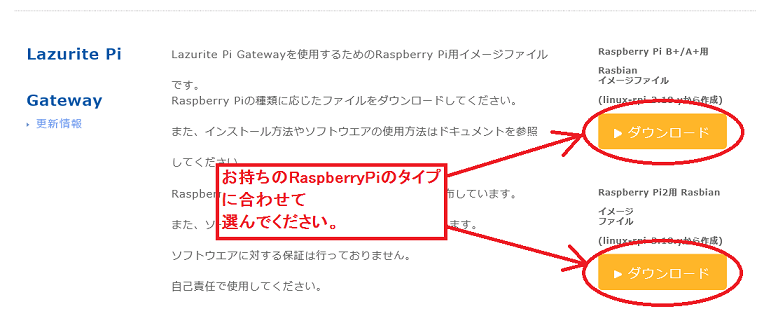 Lazurite Pi
Gateway
▸ 更新情報
Lazurite Pi Gatewayを使用するためのRaspberry Pi用イメージファイル
です。
Raspberry Piの種類に応じたファイルをダウンロードしてください。
また、インストール方法やソフトウエアの使用方法はドキュメントを参照
してください
Raspber
布しています。
また、ソ
ます。
ソフトウエアに対する保証は行っておりません。
自己責任で使用してください。
お持ちのRaspberryPiのタイプ
に合わせて
選んでください。
Raspberry Pi B+/A+用
Rasbian
イメージファイル
(linux-rpi-3.18.yから作成)
▶ ダウンロード
Raspberry Pi2用 Rasbian
イメージ
ファイル
(linux-rpi-3.18.yから作成)
▶ ダウンロード